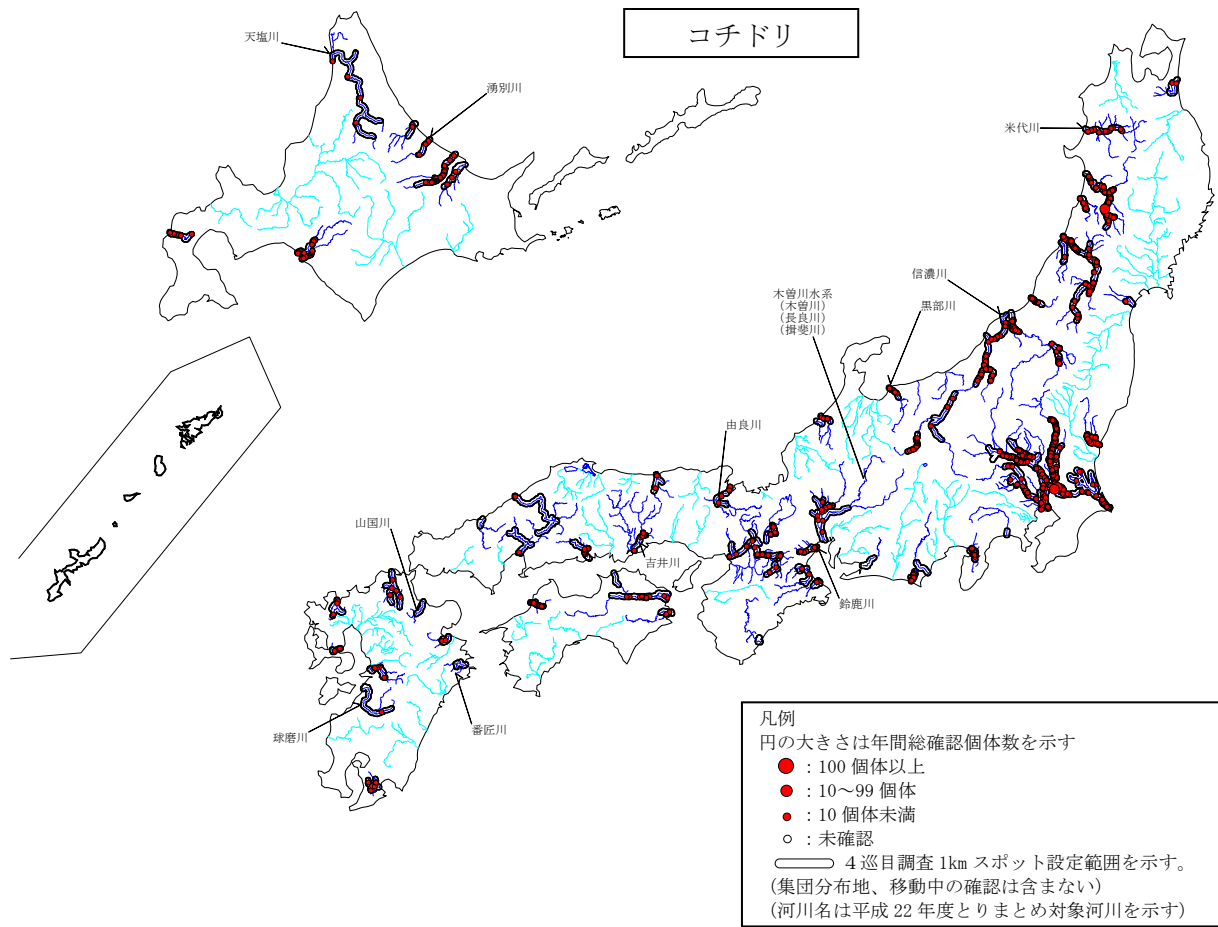 コチドリ
天塩川
湧別川
米代川
信濃川
木曽川水系
(木曽川)
(長良川)
(揖斐川)
黒部川
由良川
山国川
吉井川
鈴鹿川
球磨川
番匠川
凡例
円の大きさは年間総確認個体数を示す
:100 個体以上
:10～99 個体
:10 個体未満
:未確認
4 巡目調査 1km スポット設定範囲を示す。
(集団分布地、移動中の確認は含まない)
(河川名は平成 22 年度とりまとめ対象河川を示す)